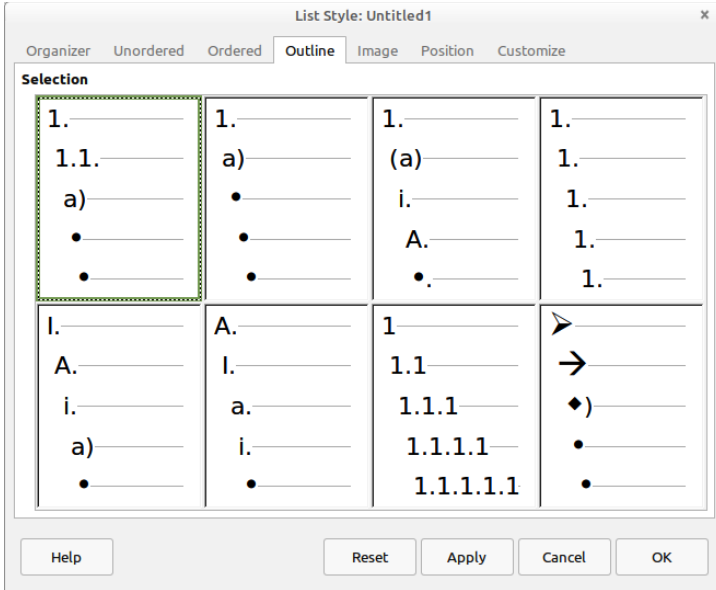 List Style: Untitled1 ×
Organizer Unordered Ordered Outline Image Position Customize
Selection
1. 1. 1. 1.
1.1. a) (a) 1.
a) • i. 1.
• • A. 1.
• • •. 1.
I. A. 1 ➢
A. I. 1.1 →
i. a. 1.1.1 ◆)
a) i. 1.1.1.1 •
• • 1.1.1.1.1 •
Help Reset Apply Cancel OK